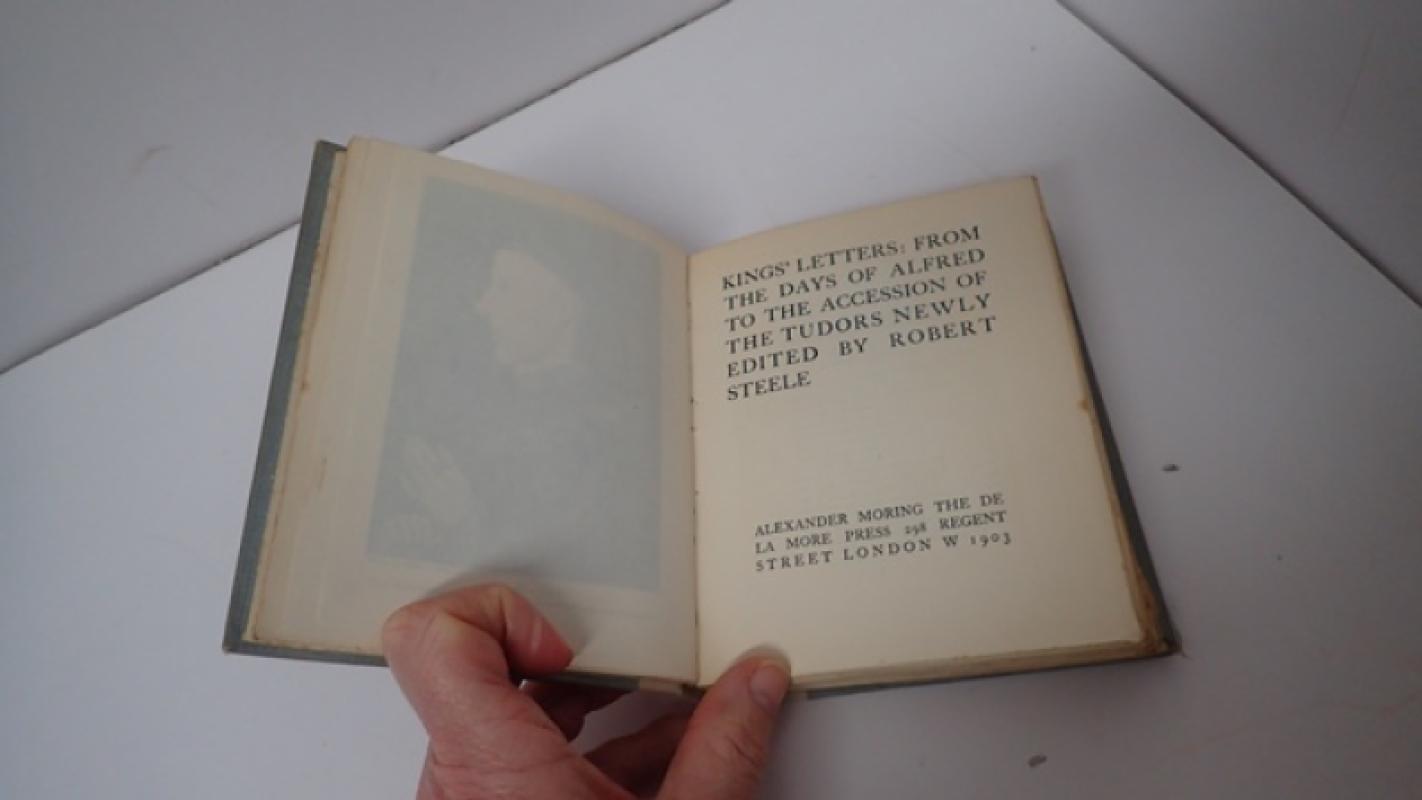 KINGS' LETTERS: FROM
THE DAYS OF ALFRED
TO THE ACCESSION OF
THE TUDORS NEWLY
EDITED BY ROBERT
STEELE
ALEXANDER MORING THE DE
LA MORE PRESS 298 REGENT
STREET LONDON W 1903